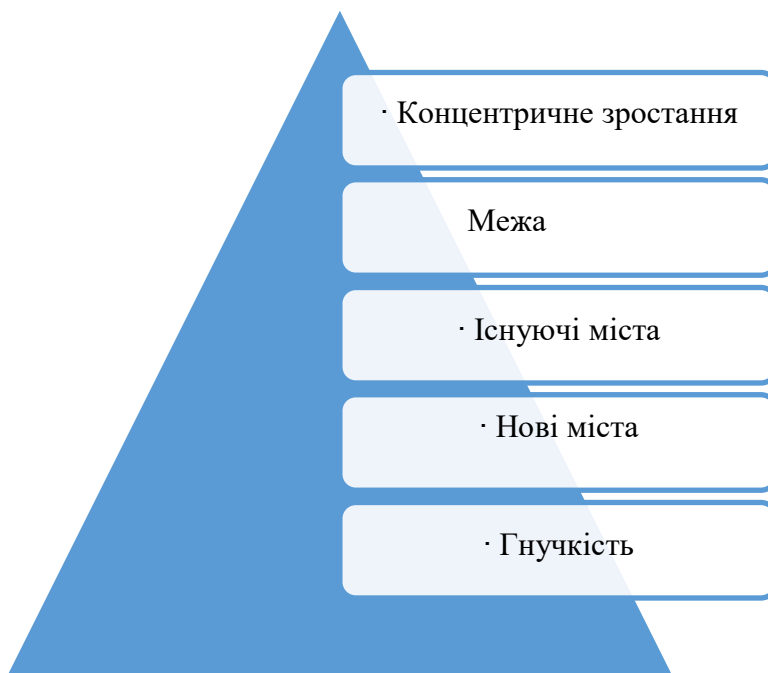 · Концентричне зростання
Межа
· Існуючі міста
· Нові міста
· Гнучкість